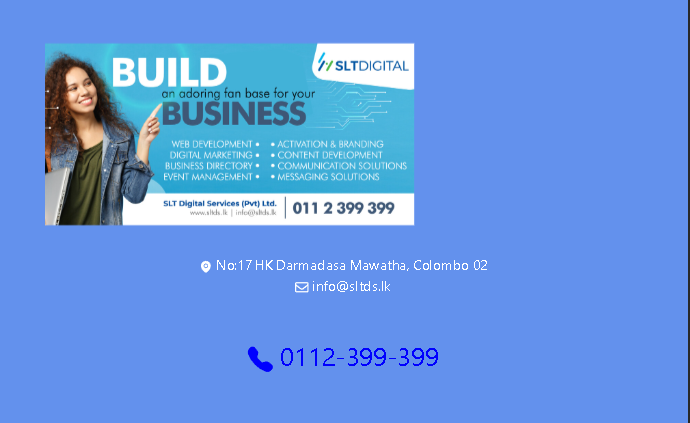 BUILD
SLTDIGITAL
an adoring fan base for your
BUSINESS
WEB DEVELOPMENT • • ACTIVATION & BRANDING
DIGITAL MARKETING • • CONTENT DEVELOPMENT
BUSINESS DIRECTORY • • COMMUNICATION SOLUTIONS
EVENT MANAGEMENT • • MESSAGING SOLUTIONS
SLT Digital Services (Pvt) Ltd.
www.sltds.lk | info@sltds.lk
011 2 399 399
No:17 HK Darmadasa Mawatha, Colombo 02
info@sltds.lk
0112-399-399